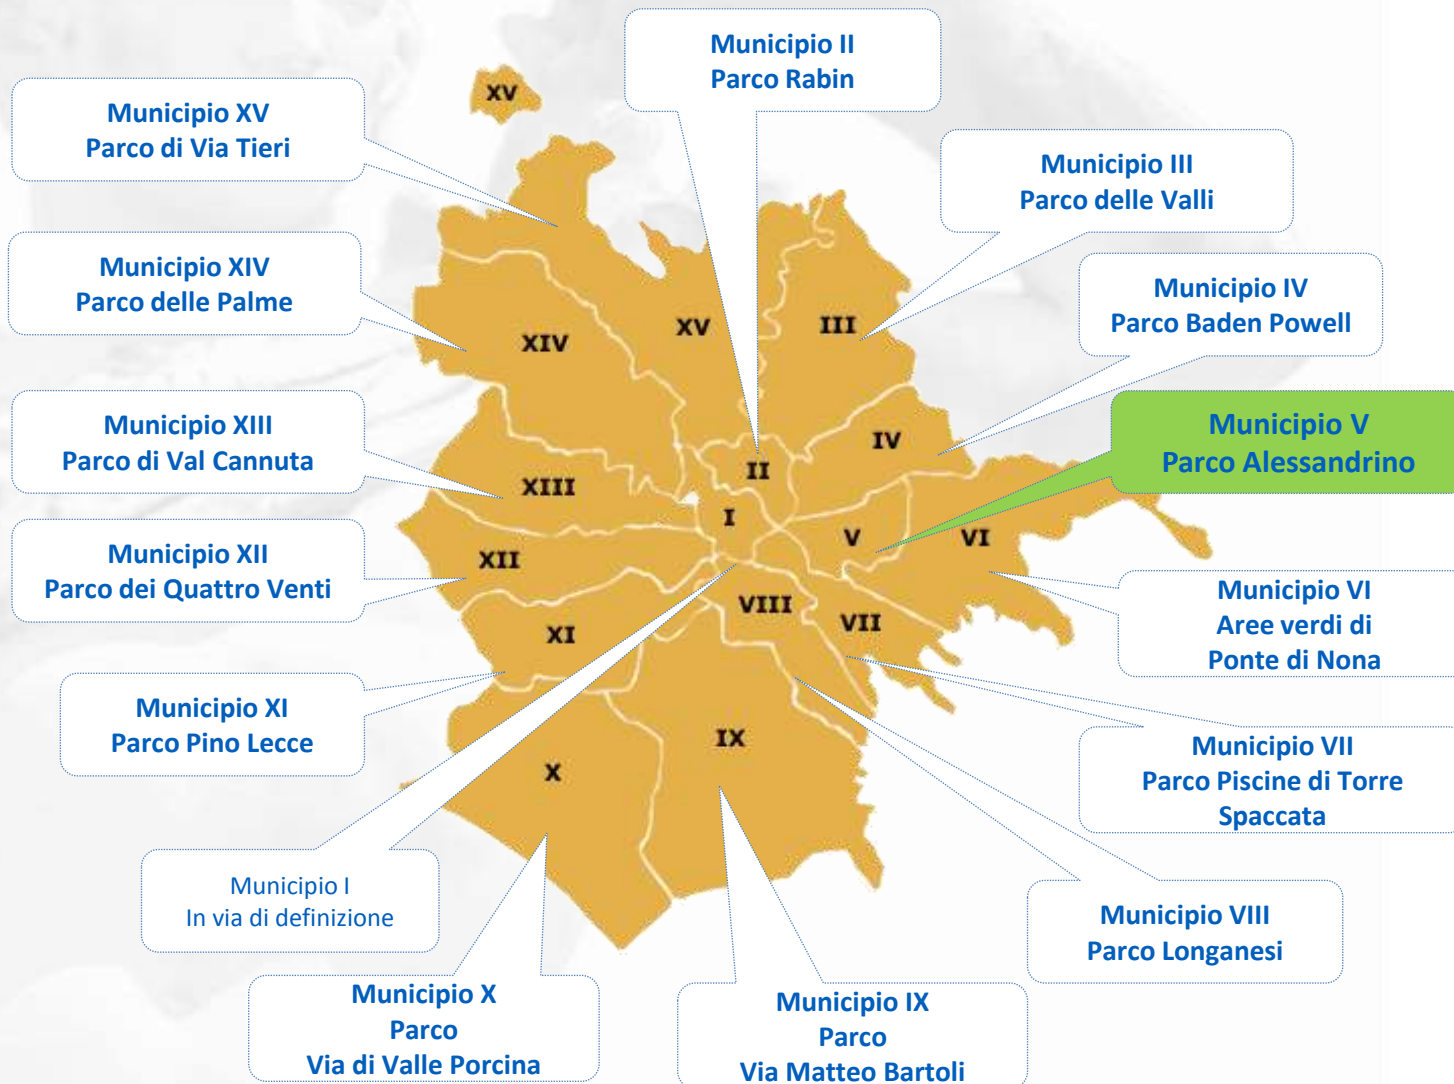 Municipio II
Parco Rabin
Municipio XV
Parco di Via Tieri
XV
Municipio III
Parco delle Valli
Municipio XIV
Parco delle Palme
Municipio IV
Parco Baden Powell
XIV
XV
III
Municipio XIII
Parco di Val Cannuta
Municipio V
Parco Alessandrino
IV
II
XIII
I
V
VI
Municipio XII
Parco dei Quattro Venti
XII
VIII
VII
XI
Municipio VI
Aree verdi di
Ponte di Nona
Municipio XI
Parco Pino Lecce
IX
X
Municipio VII
Parco Piscine di Torre
Spaccata
Municipio I
In via di definizione
Municipio VIII
Parco Longanesi
Municipio X
Parco
Via di Valle Porcina
Municipio IX
Parco
Via Matteo Bartoli